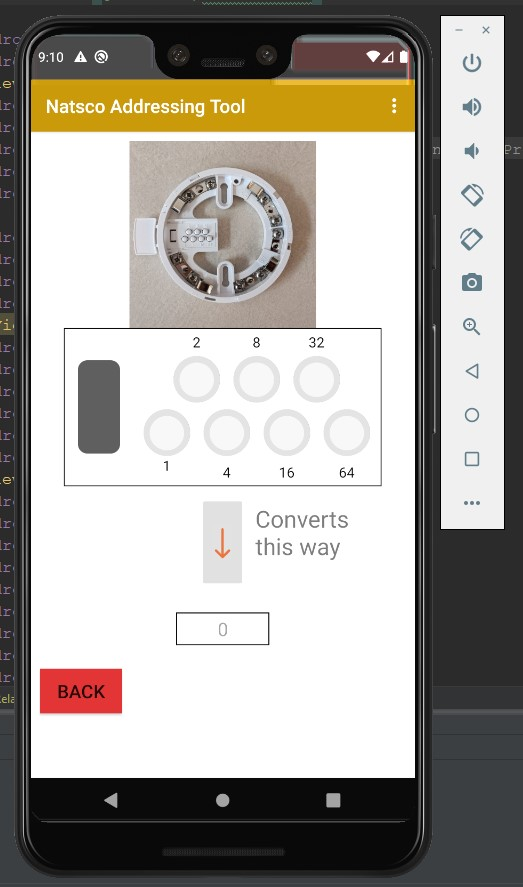 9:10
Natsco Addressing Tool
2 8 32
1 4 16 64
Converts
this way
0
BACK